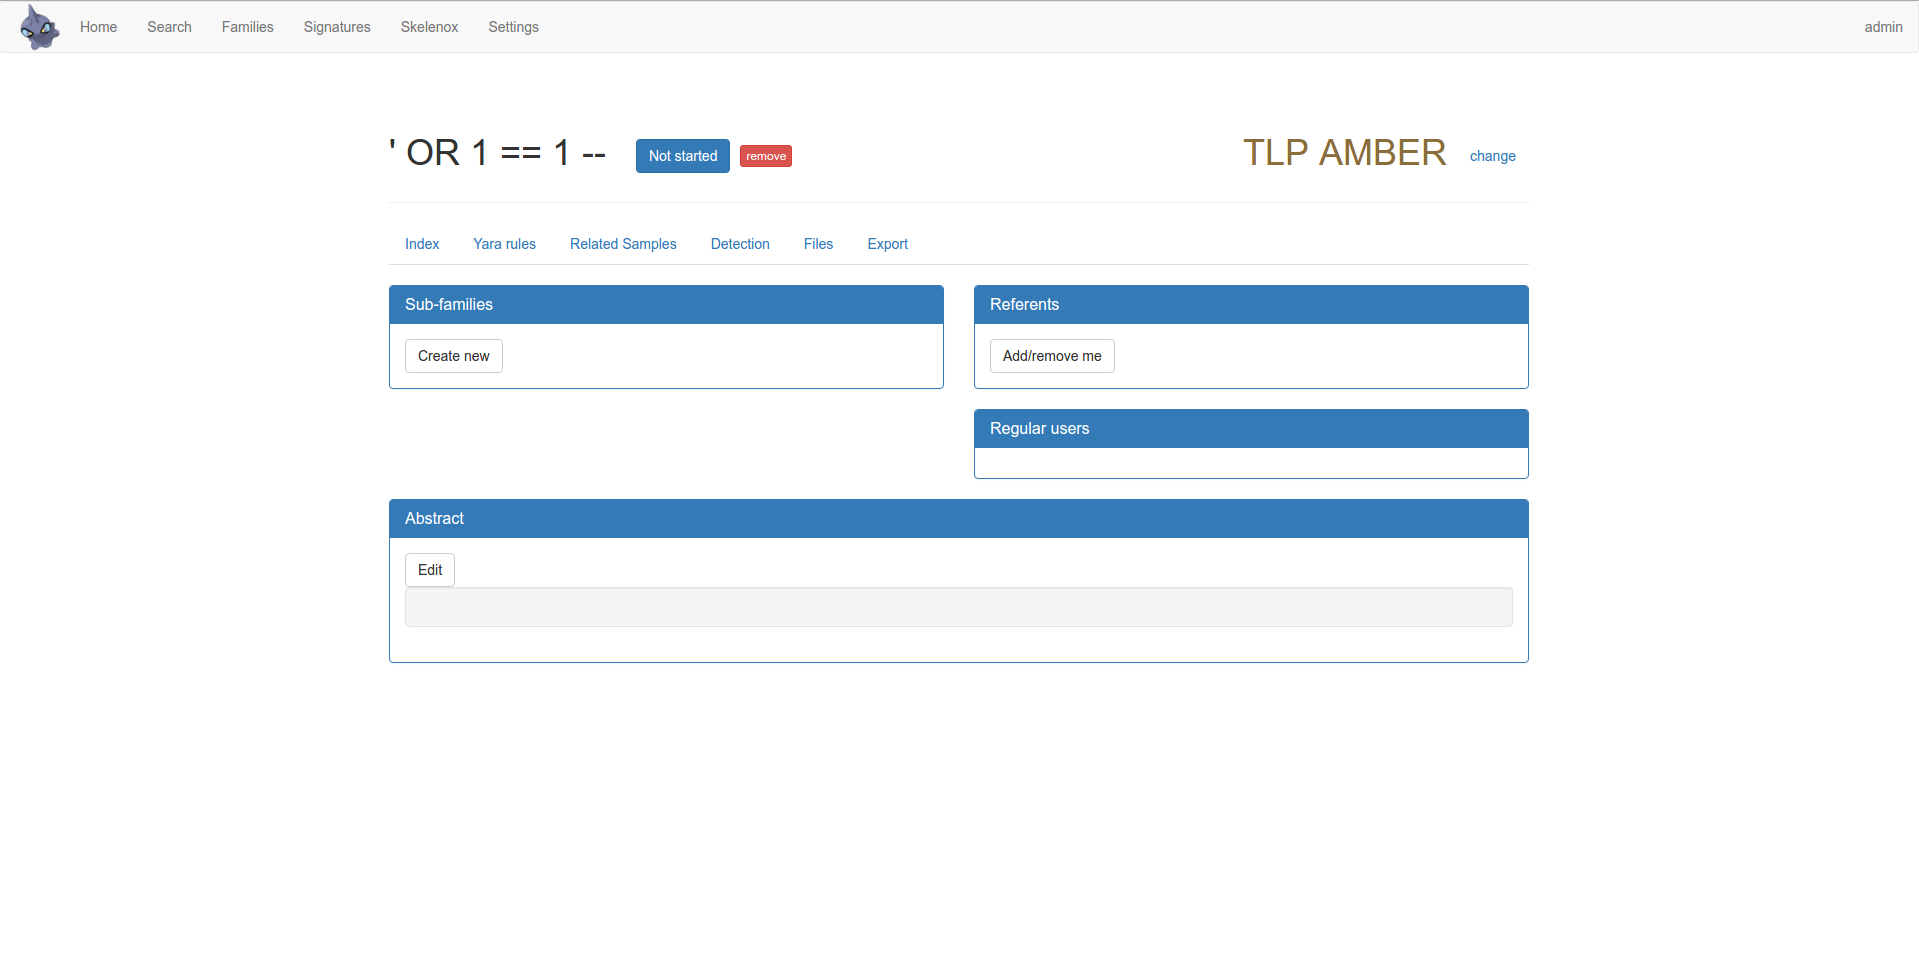 Home Search Families Signatures Skelenox Settings admin
' OR 1 == 1 -- Not started remove TLP AMBER change
Index Yara rules Related Samples Detection Files Export
Sub-families
Create new
Referents
Add/remove me
Regular users
Abstract
Edit